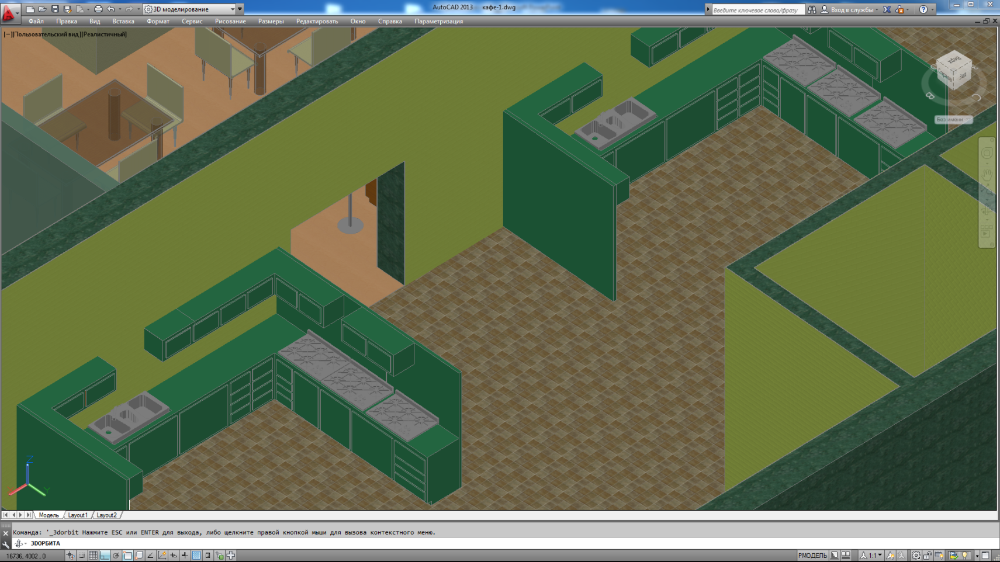 3D моделирование
AutoCAD 2013 кафе-1.dwg
Введите ключевое слово/фразу
Вход в службы
Файл Правка Вид Вставка Формат Сервис Рисование Размеры Редактировать Окно Справка Параметризация
[−][Пользовательский вид][Реалистичный]
Верх
Справа
Зад
В
Без имени
Z
X
Y
Модель Layout1 Layout2
Команда: '_3dorbit Нажмите ESC или ENTER для выхода, либо щелкните правой кнопкой мыши для вызова контекстного меню.
3DОРБИТА
16736, 4002 , 0
РМОДЕЛЬ
1:1